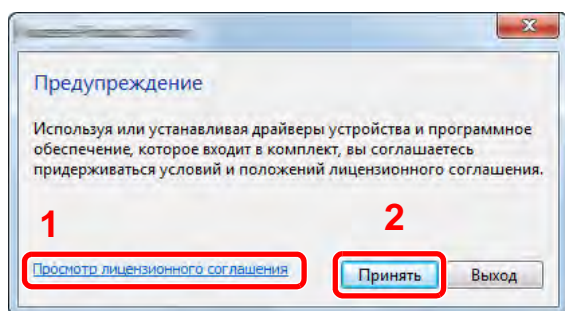 Предупреждение
Используя или устанавливая драйверы устройства и программное
обеспечение, которое входит в комплект, вы соглашаетесь
придерживаться условий и положений лицензионного соглашения.
1
2
Просмотр лицензионного соглашения
Принять
Выход